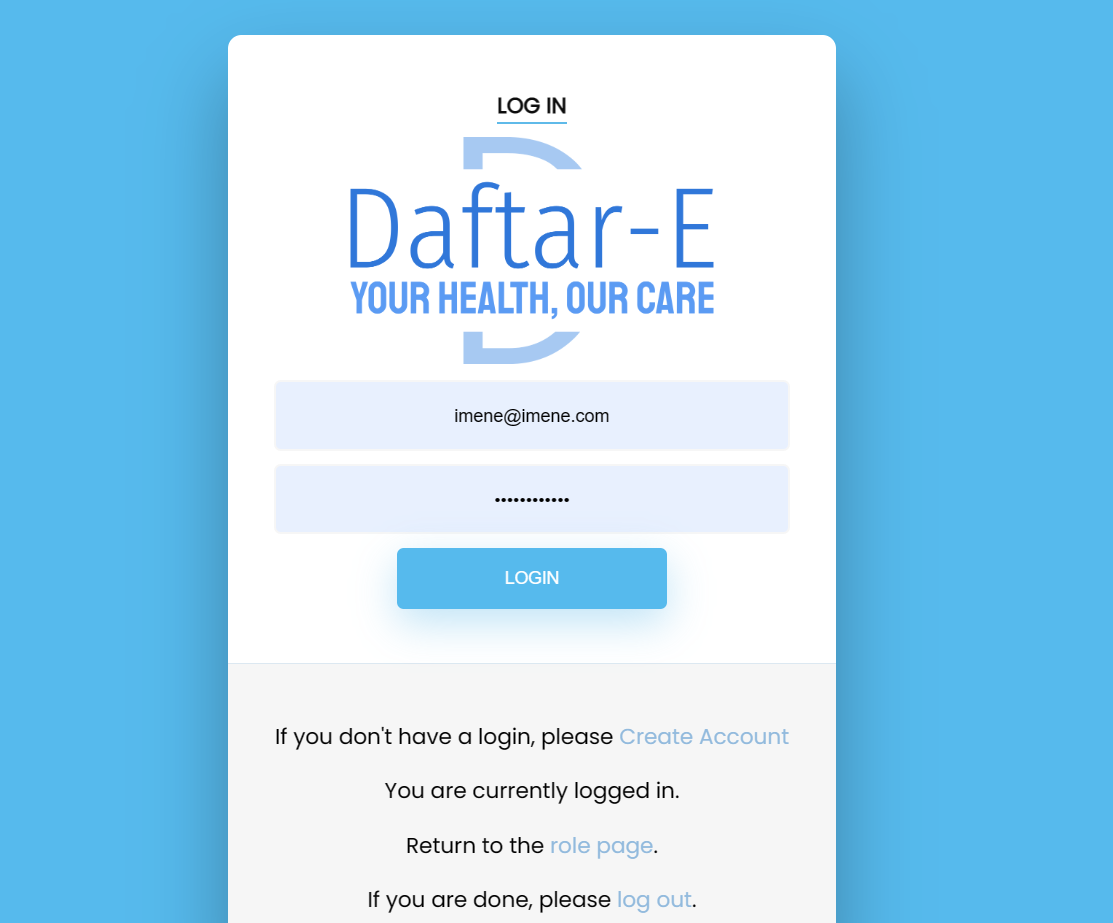 LOG IN
Daftar-E
YOUR HEALTH, OUR CARE
imene@imene.com
••••••••••••
LOGIN
If you don't have a login, please Create Account
You are currently logged in.
Return to the role page.
If you are done, please log out.